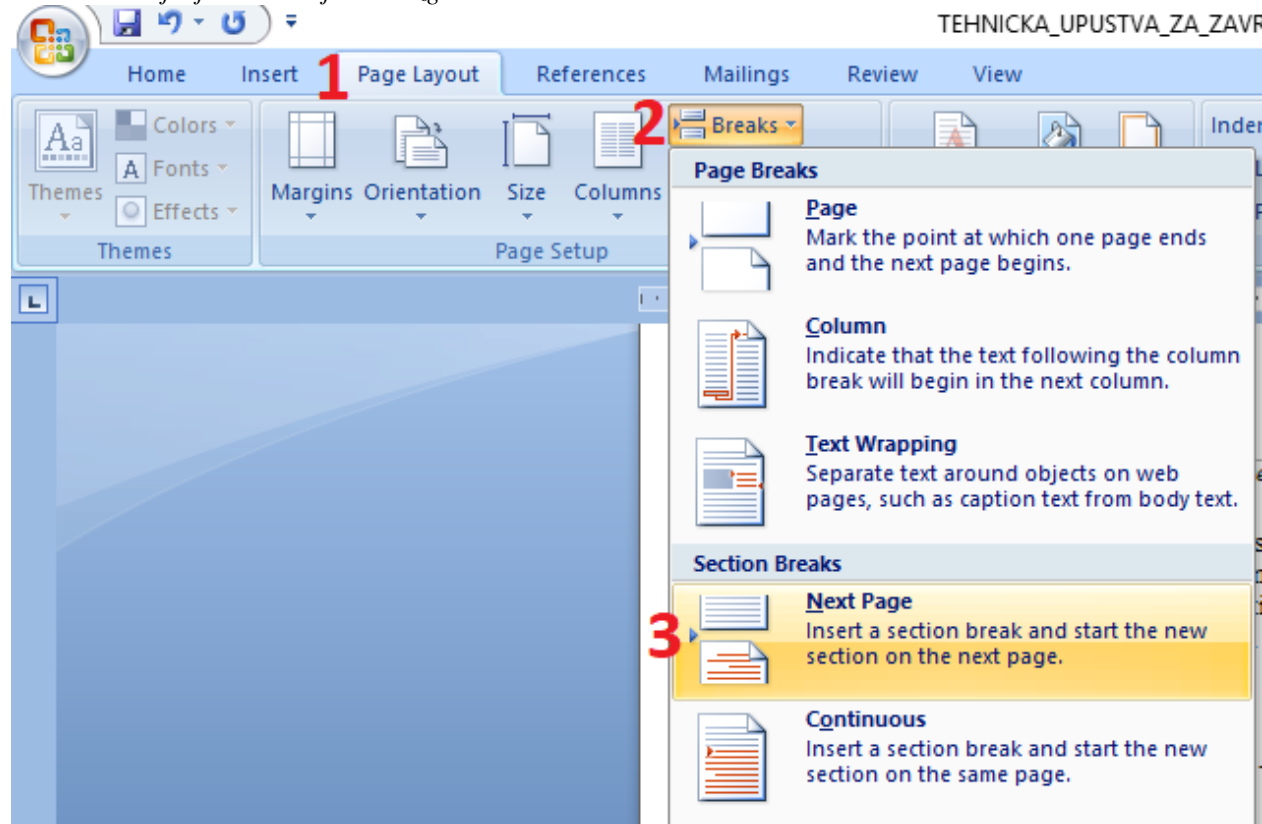 TEHNICKA_UPUSTVA_ZA_ZAVR
Home Insert 1 Page Layout References Mailings Review View
2 Breaks
Colors
Fonts
Effects
Themes
Margins Orientation Size Columns
Inder
Themes Page Setup
Page Breaks
Page
Mark the point at which one page ends
and the next page begins.
Column
Indicate that the text following the column
break will begin in the next column.
Text Wrapping
Separate text around objects on web
pages, such as caption text from body text.
Section Breaks
3
Next Page
Insert a section break and start the new
section on the next page.
Continuous
Insert a section break and start the new
section on the same page.